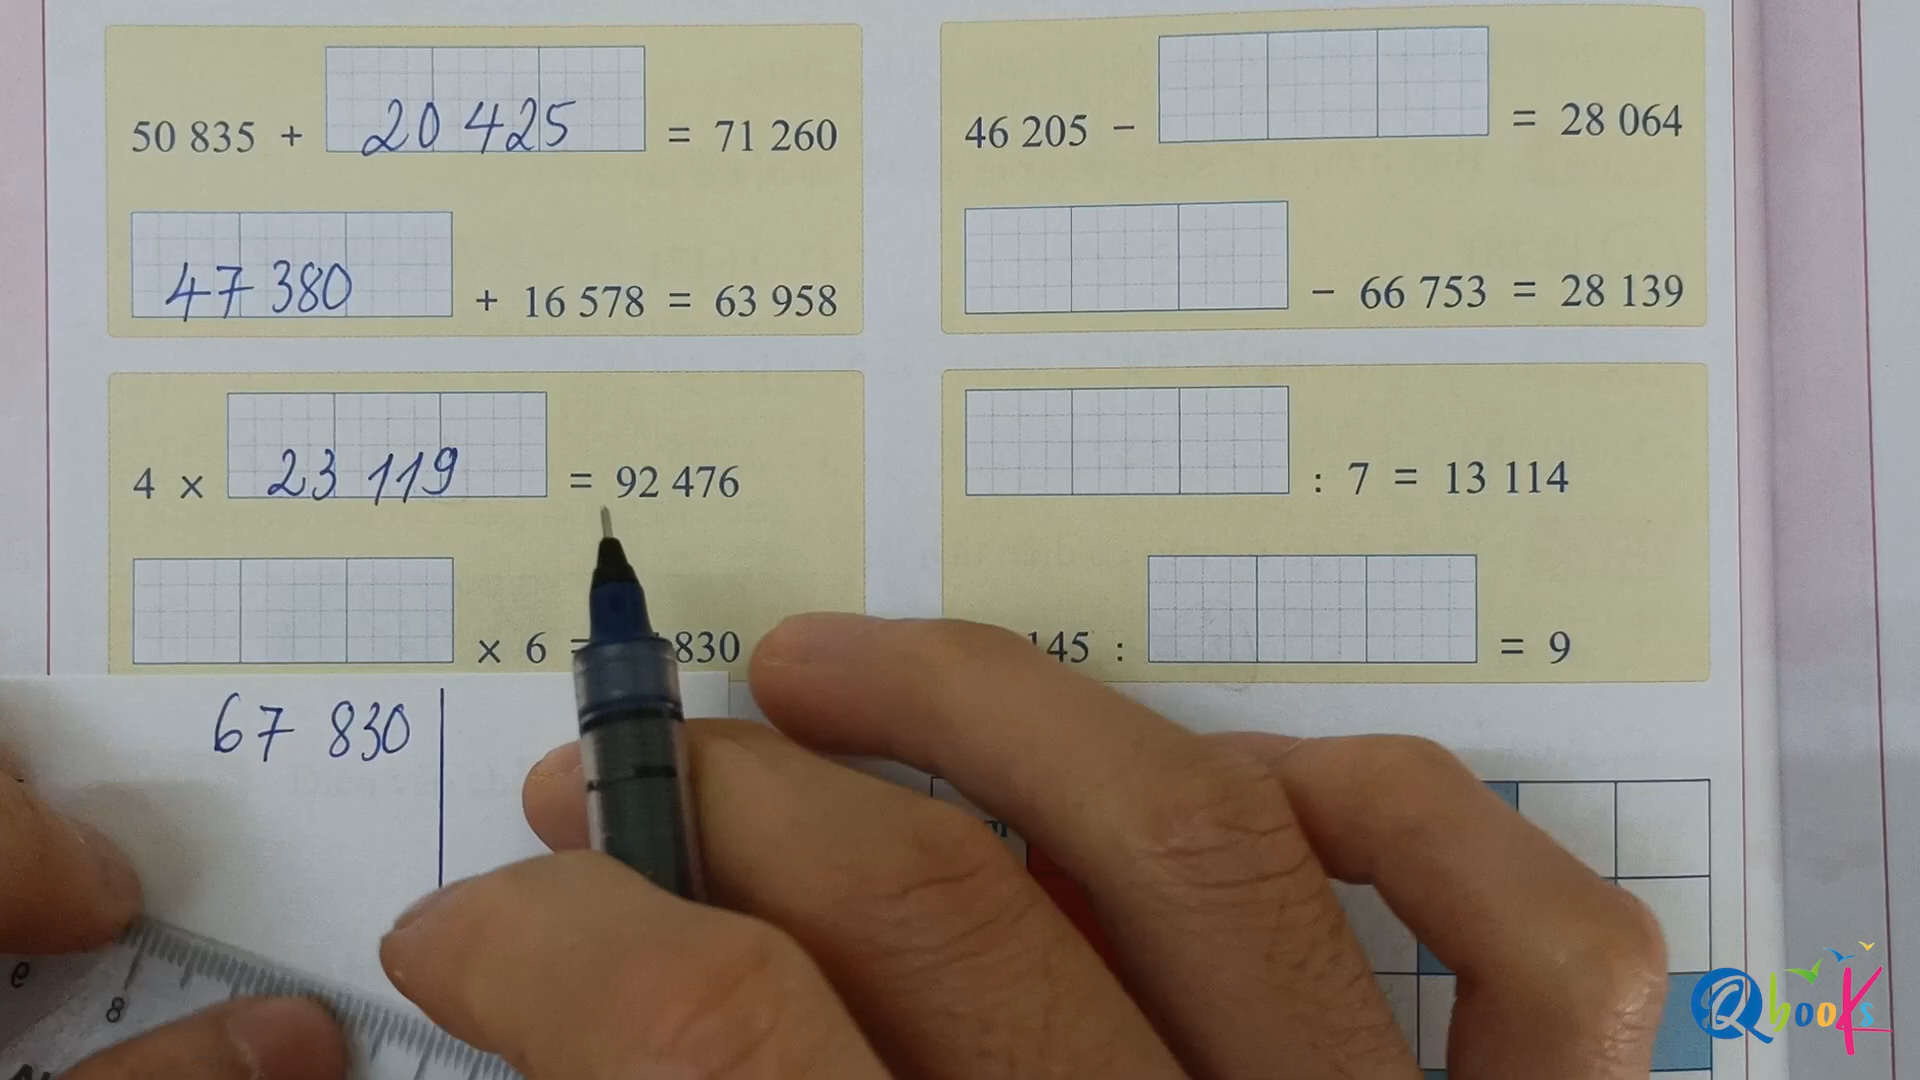 50 835 + 20 425 = 71 260
47 380 + 16 578 = 63 958
46 205 − = 28 064
− 66 753 = 28 139
4 × 23 119 = 92 476
× 6 = 830
: 7 = 13 114
145 : = 9
67 830
8
Qbooks